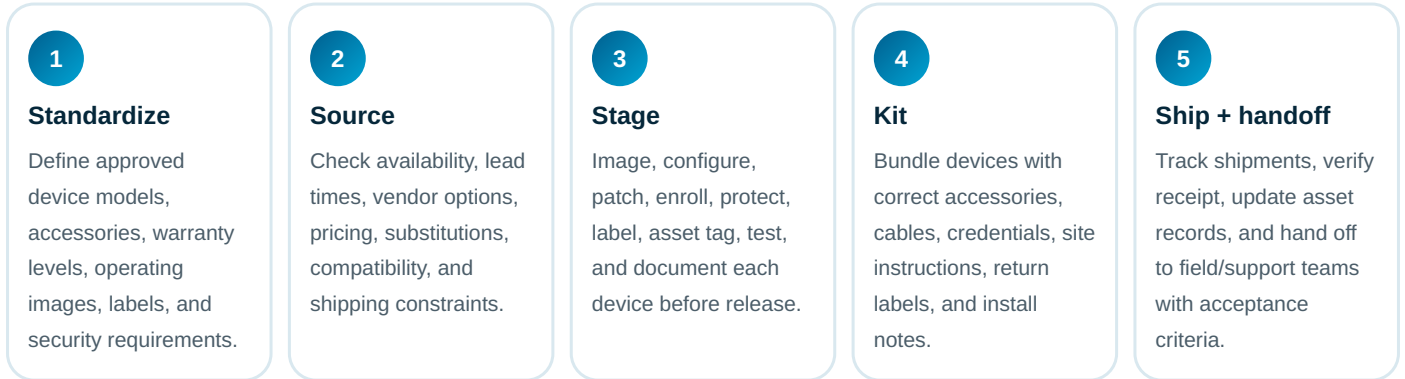 1
Standardize
Define approved
device models,
accessories, warranty
levels, operating
images, labels, and
security requirements.
2
Source
Check availability, lead
times, vendor options,
pricing, substitutions,
compatibility, and
shipping constraints.
3
Stage
Image, configure,
patch, enroll, protect,
label, asset tag, test,
and document each
device before release.
4
Kit
Bundle devices with
correct accessories,
cables, credentials, site
instructions, return
labels, and install
notes.
5
Ship + handoff
Track shipments, verify
receipt, update asset
records, and hand off
to field/support teams
with acceptance
criteria.